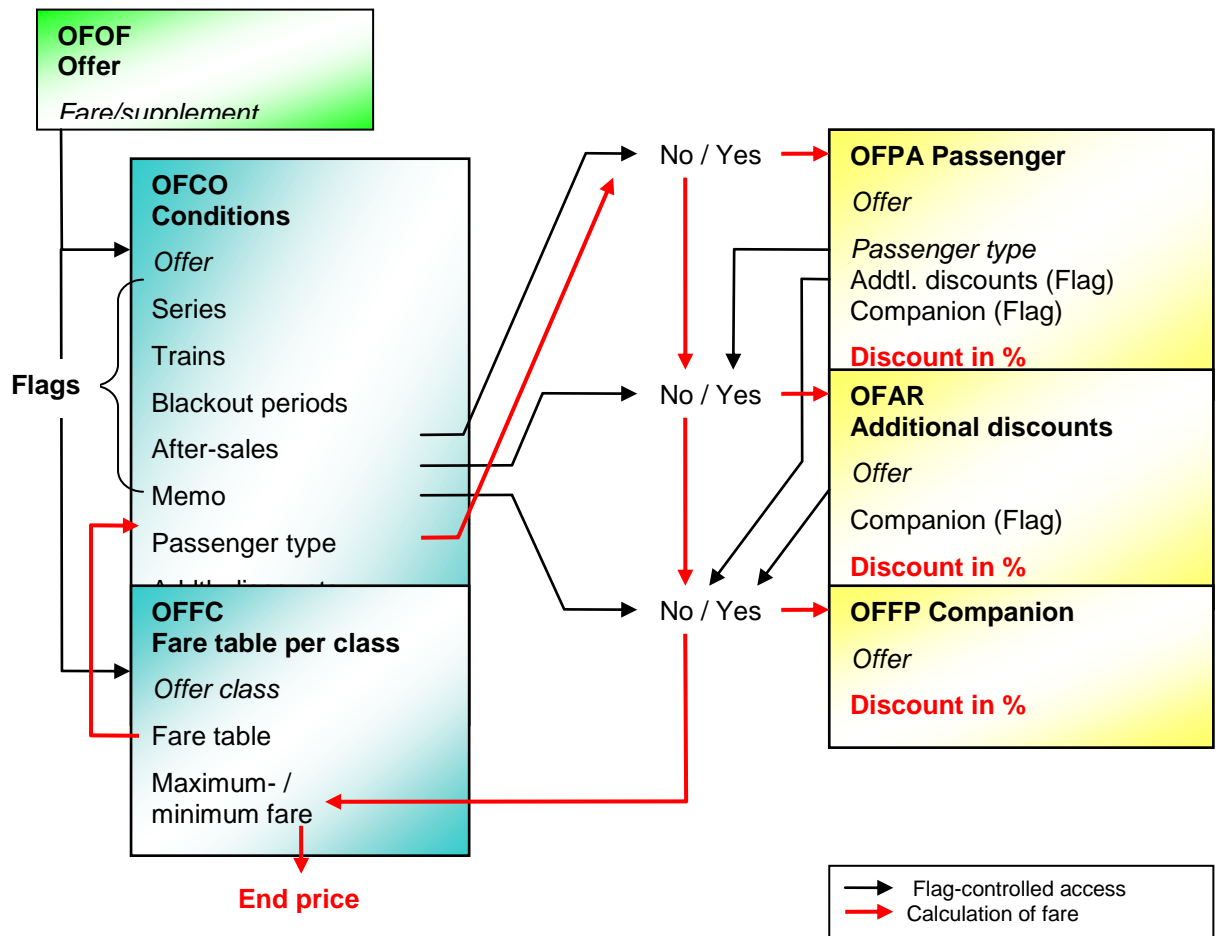 OFOF
Offer
Fare/supplement
OFCO
Conditions
Offer
Series
Trains
Blackout periods
After-sales
Memo
Passenger type
Flags
OFFC
Fare table per class
Offer class
Fare table
Maximum- /
minimum fare
End price
No / Yes
No / Yes
No / Yes
OFPA Passenger
Offer
Passenger type
Addtl. discounts (Flag)
Companion (Flag)
Discount in %
OFAR
Additional discounts
Offer
Companion (Flag)
Discount in %
OFFP Companion
Offer
Discount in %
Flag-controlled access
Calculation of fare